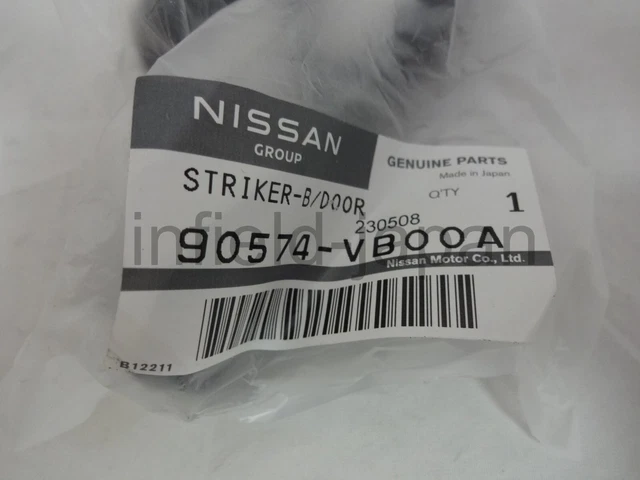 NISSAN
GROUP
GENUINE PARTS
Made in Japan
STRIKER-B/DOOR
Q'TY 1
230508
90574-VB00A
infield japan
Nissan Motor Co., Ltd.
B12211